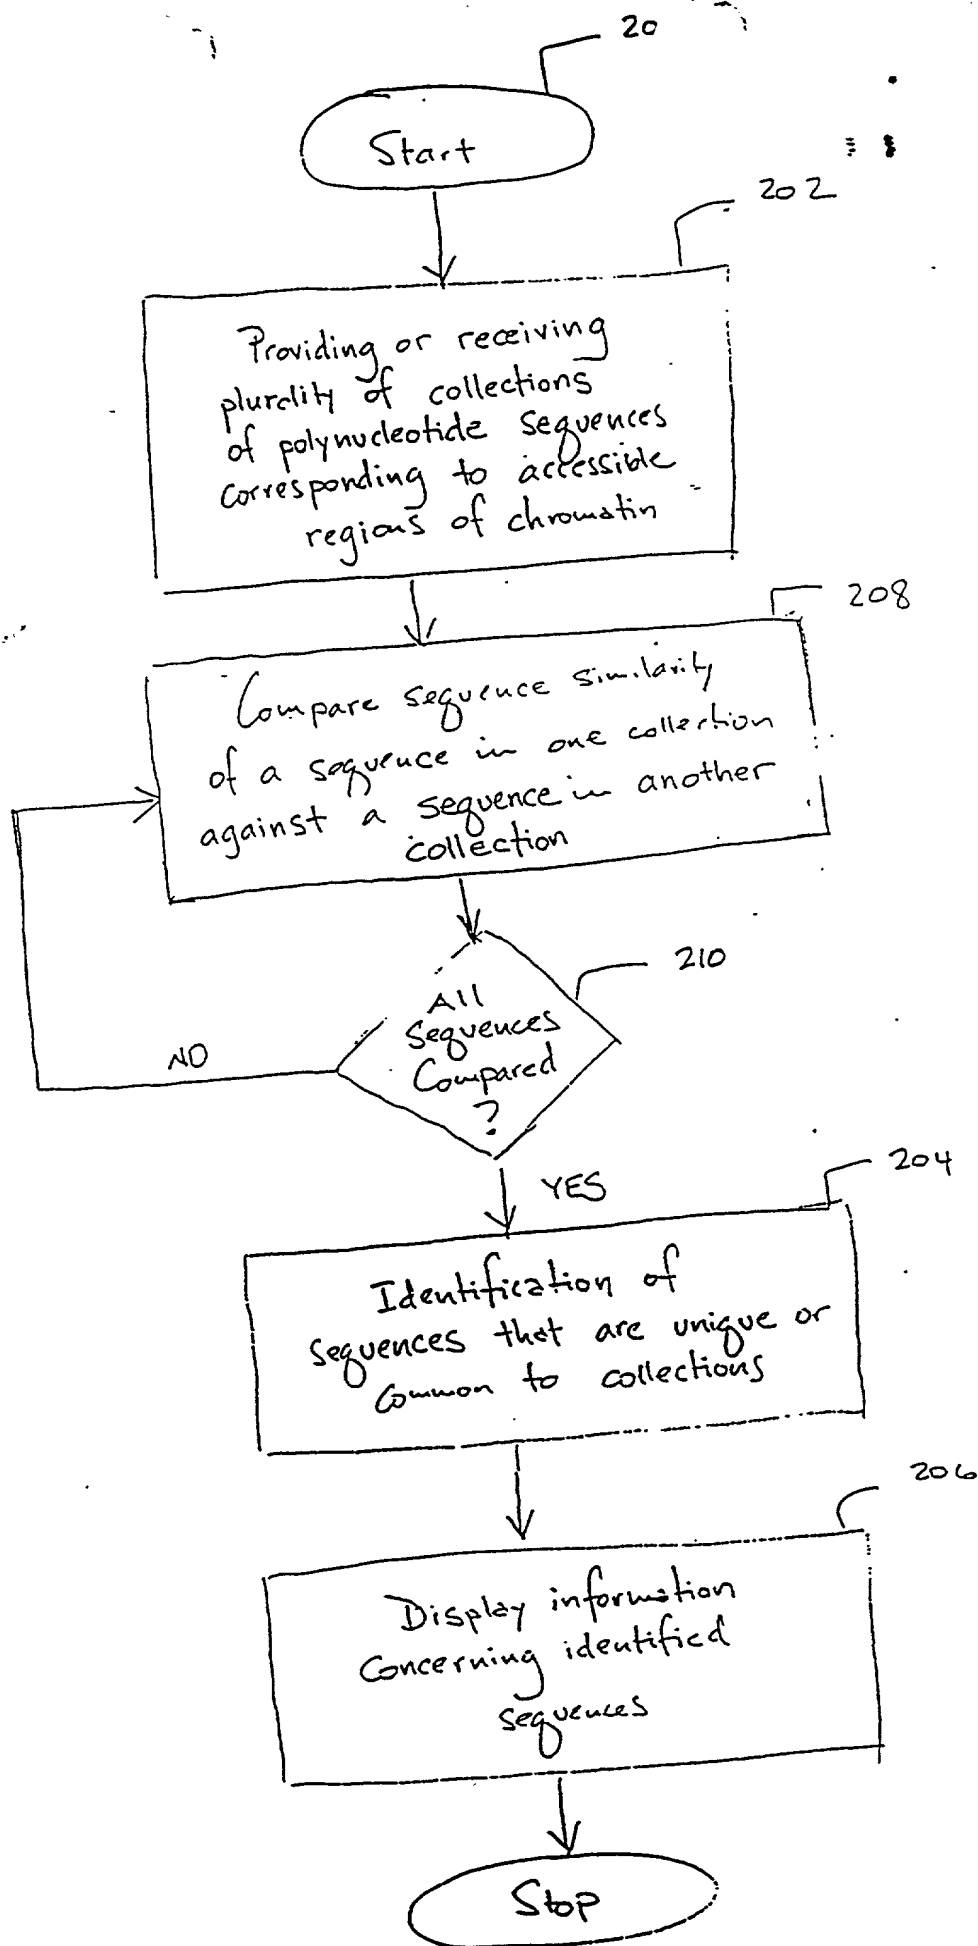 20
Start
202
Providing or receiving
plurality of collections
of polynucleotide sequences
corresponding to accessible
regions of chromatin
208
Compare sequence similarity
of a sequence in one collection
against a sequence in another
collection
210
All
Sequences
Compared
?
NO
YES
204
Identification of
sequences that are unique or
common to collections
206
Display information
concerning identified
sequences
Stop